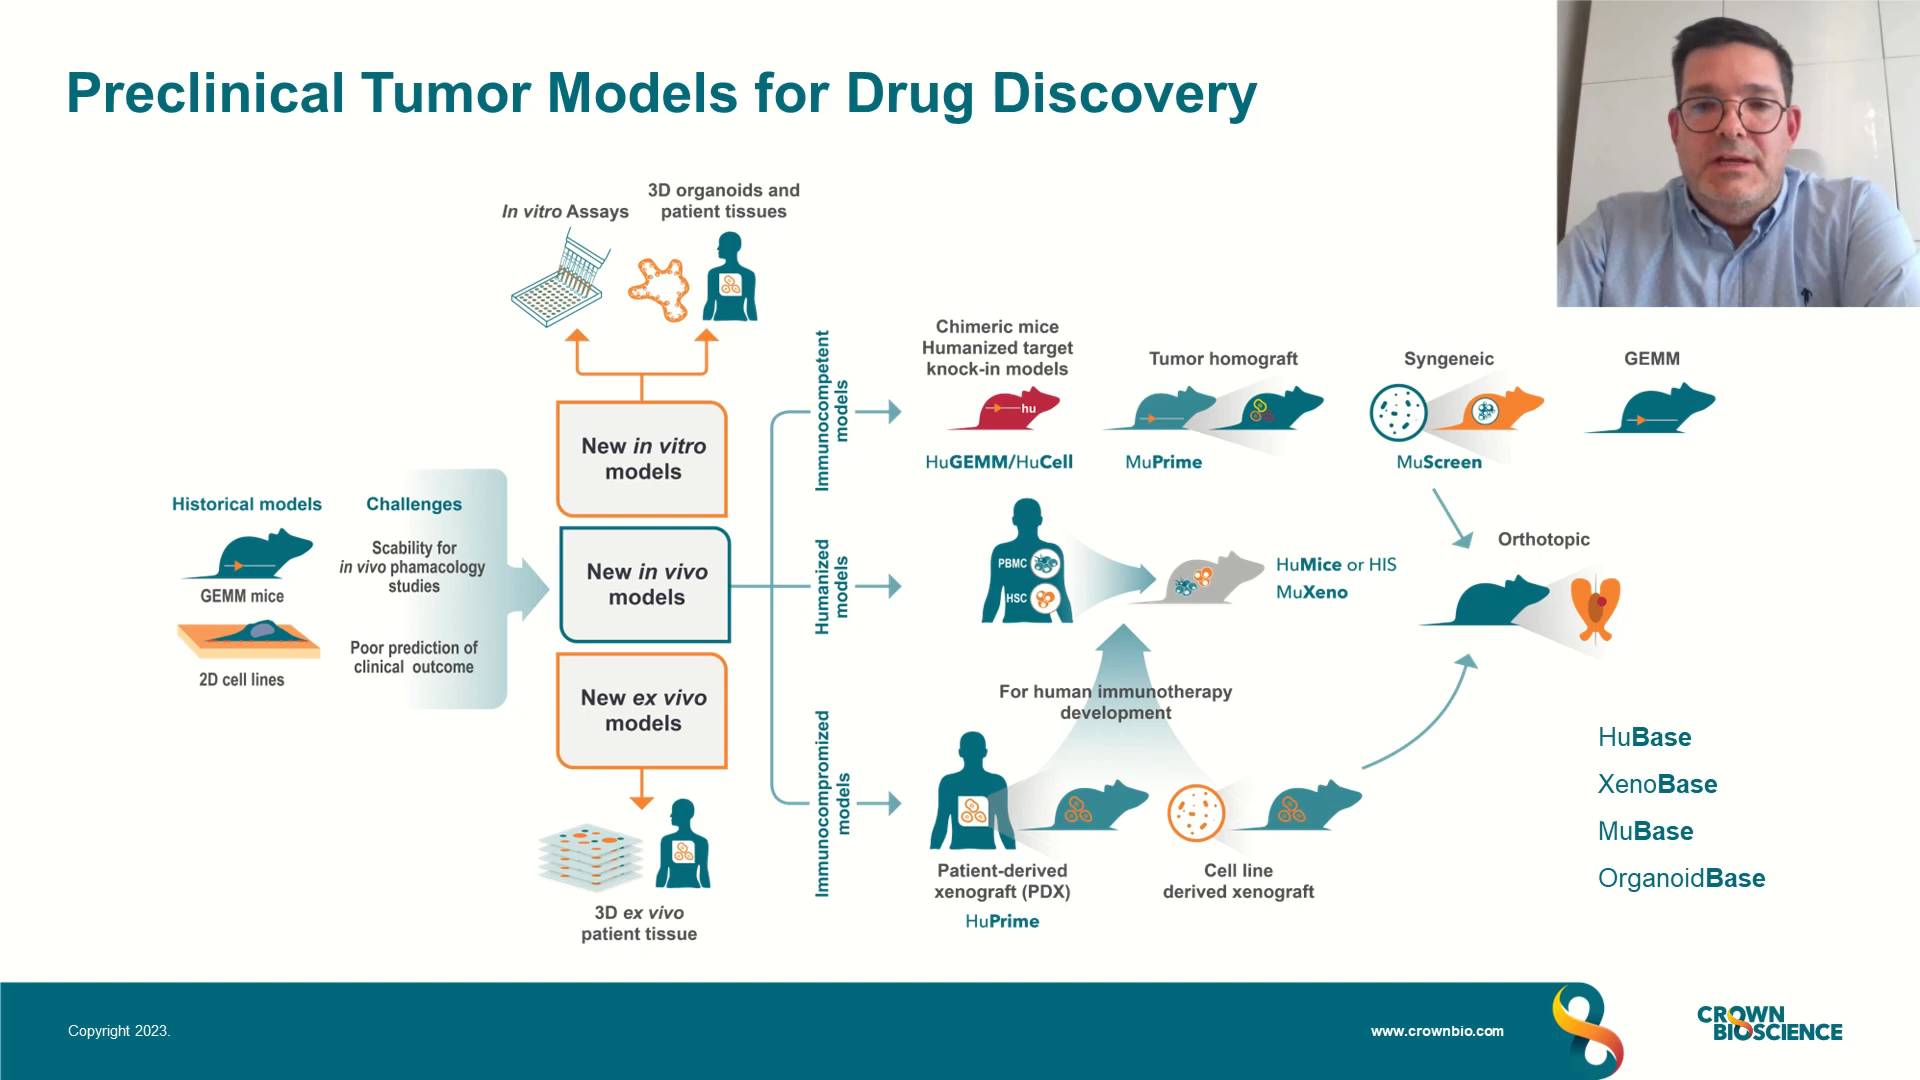 Preclinical Tumor Models for Drug Discovery
In vitro Assays
3D organoids and
patient tissues
Historical models
GEMM mice
2D cell lines
Challenges
Scability for
in vivo phamacology
studies
Poor prediction of
clinical outcome
New in vitro
models
New in vivo
models
New ex vivo
models
3D ex vivo
patient tissue
Immunocompetent
models
Chimeric mice
Humanized target
knock-in models
hu
HuGEMM/HuCell
Tumor homograft
MuPrime
Syngeneic
MuScreen
GEMM
Humanized
models
PBMC
HSC
HuMice or HIS
MuXeno
Orthotopic
For human immunotherapy
development
Immunocompromized
models
Patient-derived
xenograft (PDX)
HuPrime
Cell line
derived xenograft
HuBase
XenoBase
MuBase
OrganoidBase
Copyright 2023.
www.crownbio.com
CROWN
BIOSCIENCE